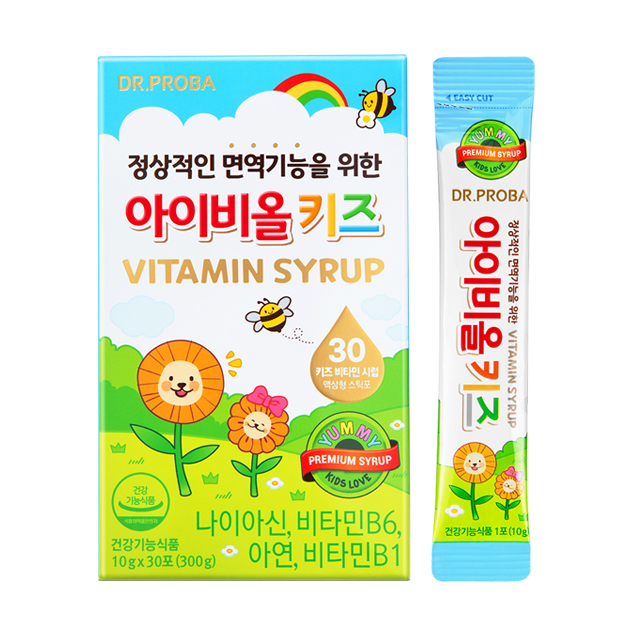 DR.PROBA
정상적인 면역기능을 위한
아이비올 키즈
VITAMIN SYRUP
30
키즈 비타민 시럽
액상형 스틱포
YUMMY
PREMIUM SYRUP
KIDS LOVE
건강
기능식품
나이아신, 비타민B6,
아연, 비타민B1
건강기능식품
10g x 30포 (300g)
EASY CUT
YUMMY
PREMIUM SYRUP
KIDS LOVE
DR.PROBA
정상적인 면역기능을 위한
아이비올 키즈
VITAMIN SYRUP
건강기능식품 1포 (10g)